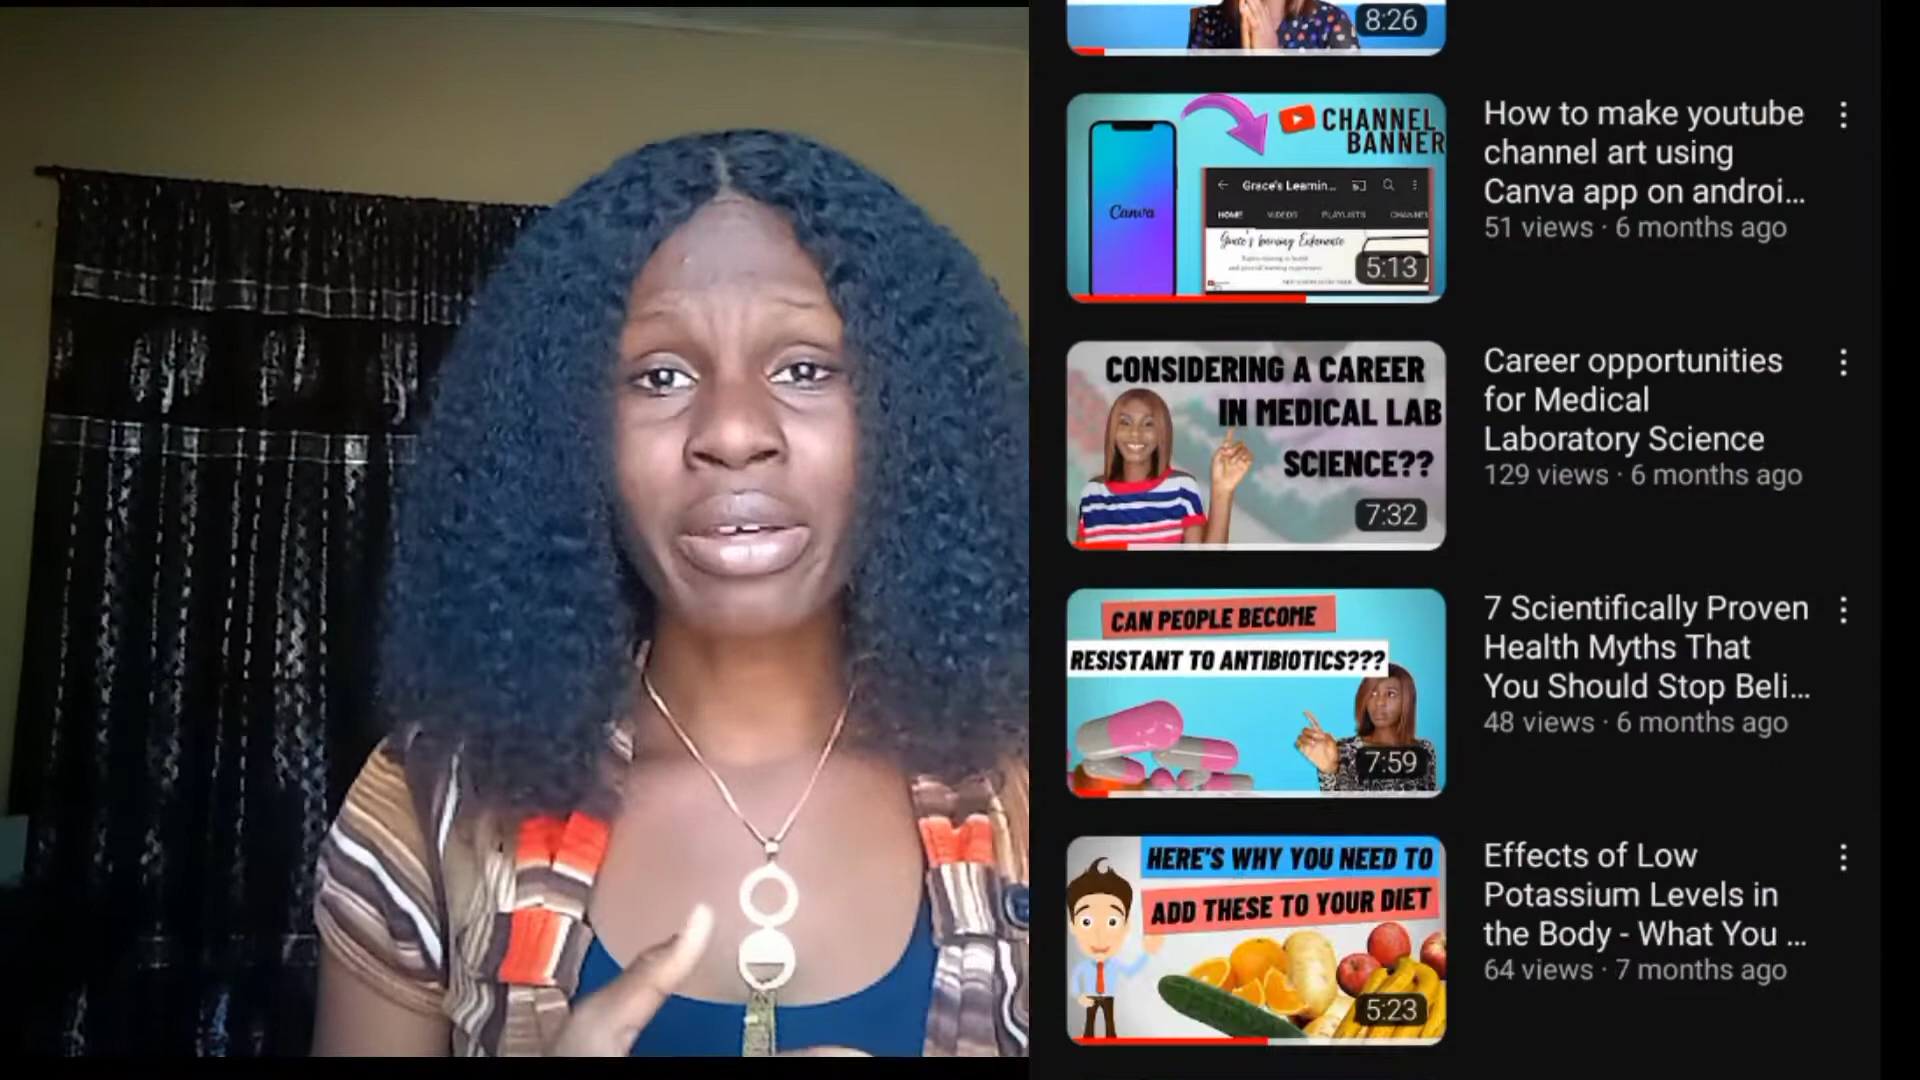 8:26
CHANNEL
BANNER
Canva
Grace's Learnin...
HOME VIDEOS PLAYLISTS CHANNEL
5:13
How to make youtube
channel art using
Canva app on androi...
51 views · 6 months ago
CONSIDERING A CAREER
IN MEDICAL LAB
SCIENCE??
7:32
Career opportunities
for Medical
Laboratory Science
129 views · 6 months ago
CAN PEOPLE BECOME
RESISTANT TO ANTIBIOTICS???
7:59
7 Scientifically Proven
Health Myths That
You Should Stop Beli...
48 views · 6 months ago
HERE'S WHY YOU NEED TO
ADD THESE TO YOUR DIET
5:23
Effects of Low
Potassium Levels in
the Body - What You ...
64 views · 7 months ago